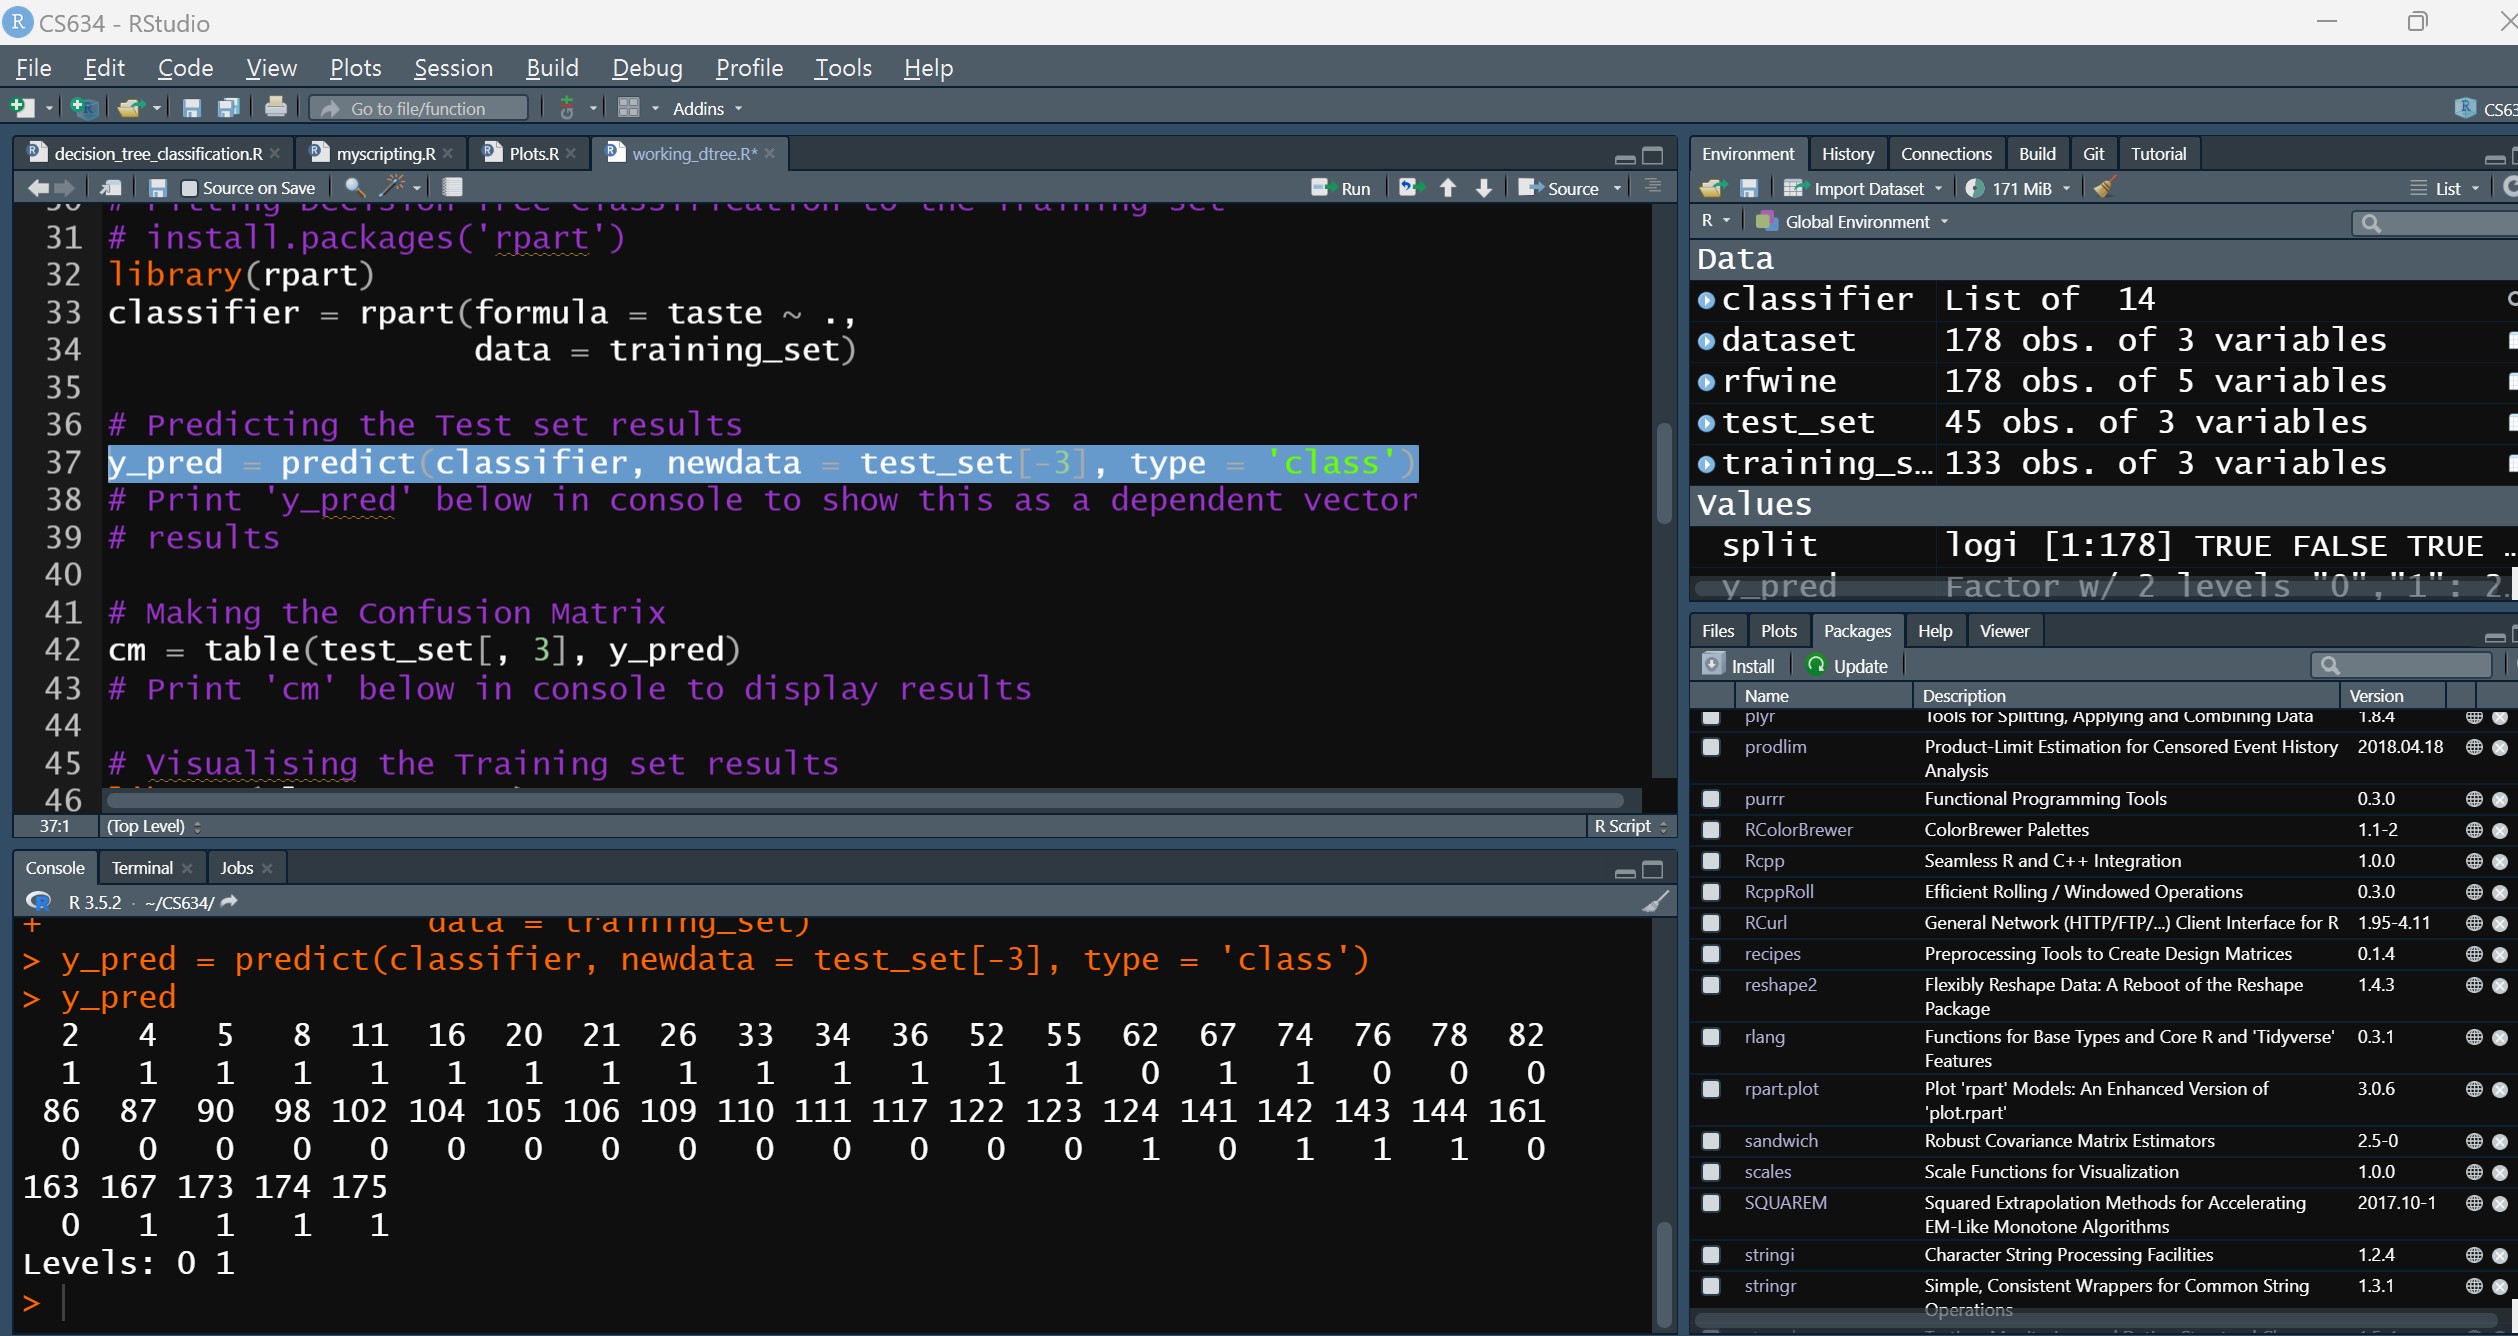 CS634 - RStudio
File Edit Code View Plots Session Build Debug Profile Tools Help
Go to file/function Addins
decision_tree_classification.R myscripting.R Plots.R working_dtree.R*
Source on Save Run Source
30 # Fitting Decision Tree Classification to the Training set
31 # install.packages('rpart')
32 library(rpart)
33 classifier = rpart(formula = taste ~ .,
34 data = training_set)
35
36 # Predicting the Test set results
37 y_pred = predict(classifier, newdata = test_set[-3], type = 'class')
38 # Print 'y_pred' below in console to show this as a dependent vector
39 # results
40
41 # Making the Confusion Matrix
42 cm = table(test_set[, 3], y_pred)
43 # Print 'cm' below in console to display results
44
45 # Visualising the Training set results
46
37:1 (Top Level) R Script
Console Terminal Jobs
R 3.5.2 · ~/CS634/
+ data = training_set)
> y_pred = predict(classifier, newdata = test_set[-3], type = 'class')
> y_pred
2 4 5 8 11 16 20 21 26 33 34 36 52 55 62 67 74 76 78 82
1 1 1 1 1 1 1 1 1 1 1 1 1 1 0 1 1 0 0 0
86 87 90 98 102 104 105 106 109 110 111 117 122 123 124 141 142 143 144 161
0 0 0 0 0 0 0 0 0 0 0 0 0 0 1 0 1 1 1 0
163 167 173 174 175
0 1 1 1 1
Levels: 0 1
>
Environment History Connections Build Git Tutorial
Import Dataset 171 MiB List
R Global Environment
Data
classifier List of 14
dataset 178 obs. of 3 variables
rfwine 178 obs. of 5 variables
test_set 45 obs. of 3 variables
training_s… 133 obs. of 3 variables
Values
split logi [1:178] TRUE FALSE TRUE …
y_pred Factor w/ 2 levels "0","1": 2
Files Plots Packages Help Viewer
Install Update
Name Description Version
plyr Tools for Splitting, Applying and Combining Data 1.8.4
prodlim Product-Limit Estimation for Censored Event History 2018.04.18
Analysis
purrr Functional Programming Tools 0.3.0
RColorBrewer ColorBrewer Palettes 1.1-2
Rcpp Seamless R and C++ Integration 1.0.0
RcppRoll Efficient Rolling / Windowed Operations 0.3.0
RCurl General Network (HTTP/FTP/...) Client Interface for R 1.95-4.11
recipes Preprocessing Tools to Create Design Matrices 0.1.4
reshape2 Flexibly Reshape Data: A Reboot of the Reshape 1.4.3
Package
rlang Functions for Base Types and Core R and 'Tidyverse' 0.3.1
Features
rpart.plot Plot 'rpart' Models: An Enhanced Version of 3.0.6
'plot.rpart'
sandwich Robust Covariance Matrix Estimators 2.5-0
scales Scale Functions for Visualization 1.0.0
SQUAREM Squared Extrapolation Methods for Accelerating 2017.10-1
EM-Like Monotone Algorithms
stringi Character String Processing Facilities 1.2.4
stringr Simple, Consistent Wrappers for Common String 1.3.1
Operations